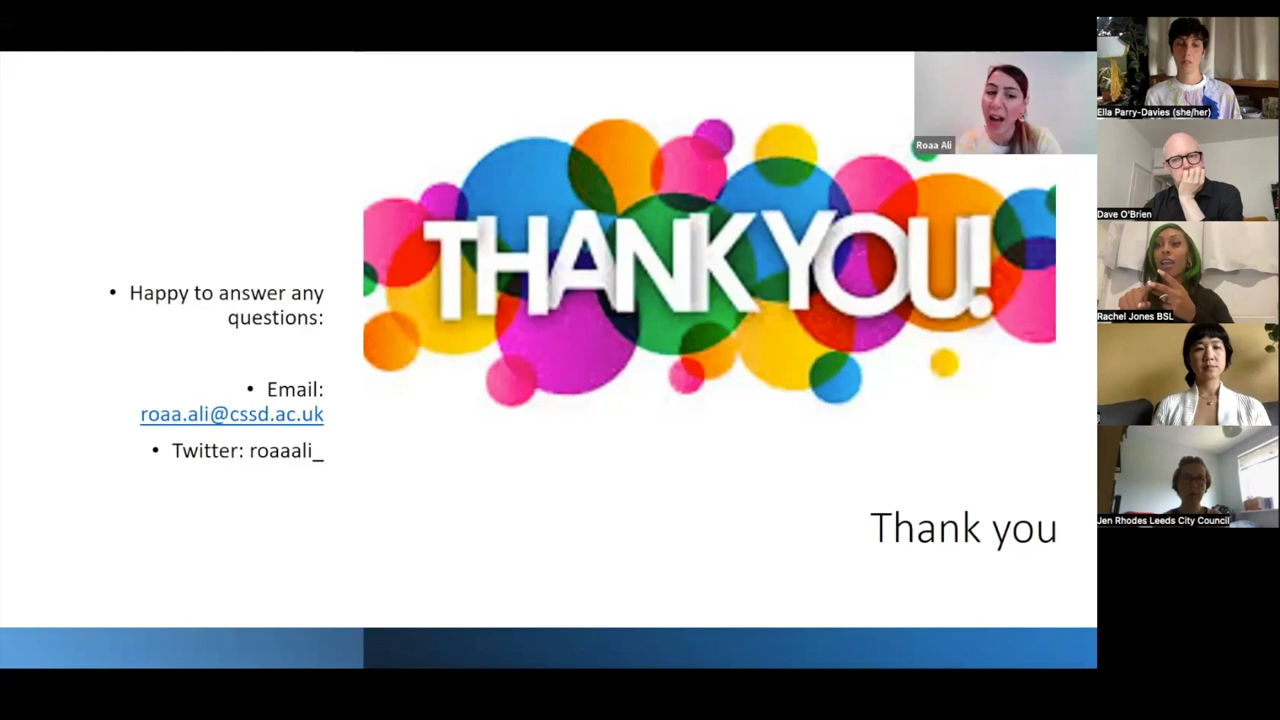 THANK YOU!
• Happy to answer any
questions:
• Email:
roaa.ali@cssd.ac.uk
• Twitter: roaaali_
Thank you
Roaa Ali
Ella Parry-Davies (she/her)
Dave O'Brien
Rachel Jones BSL
Jen Rhodes Leeds City Council